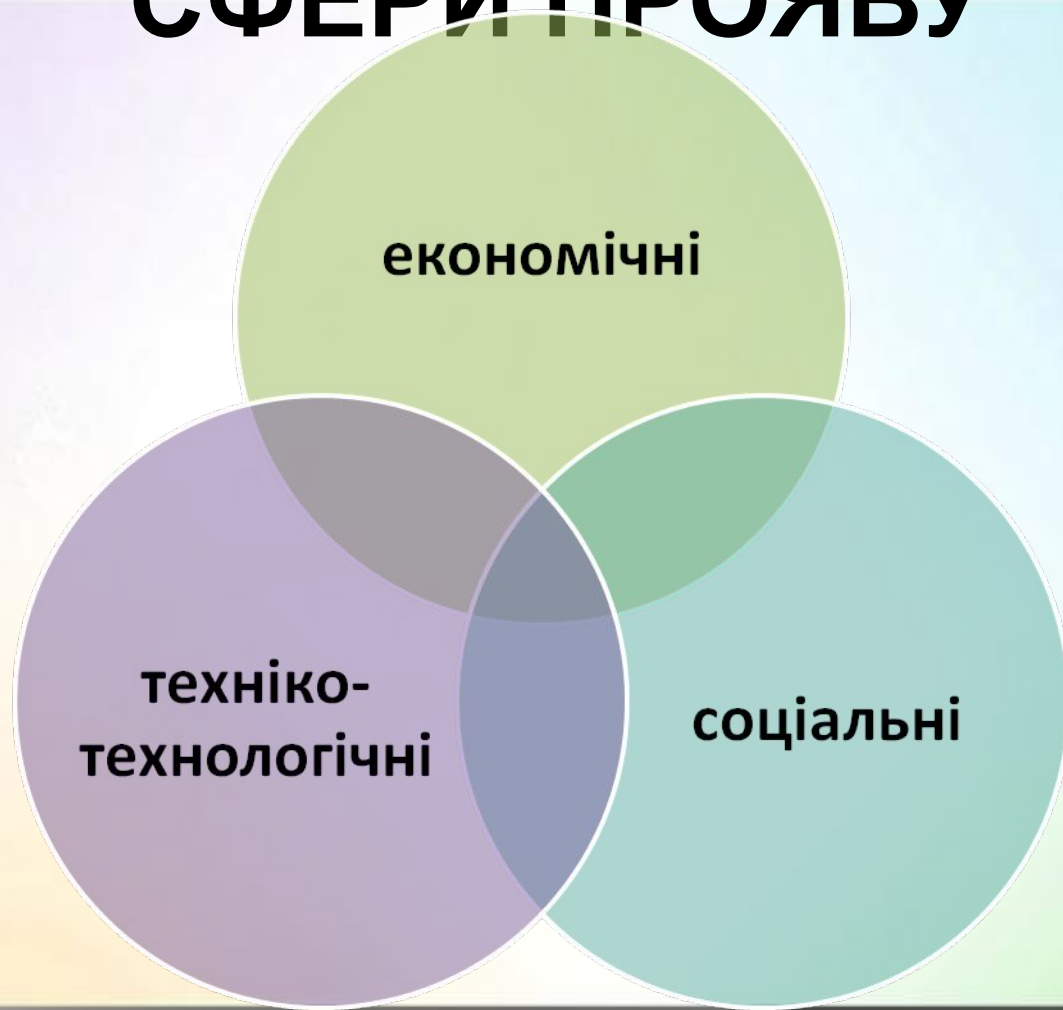 СФЕРИ ПРОЯВУ
економічні
техніко-
технологічні
соціальні